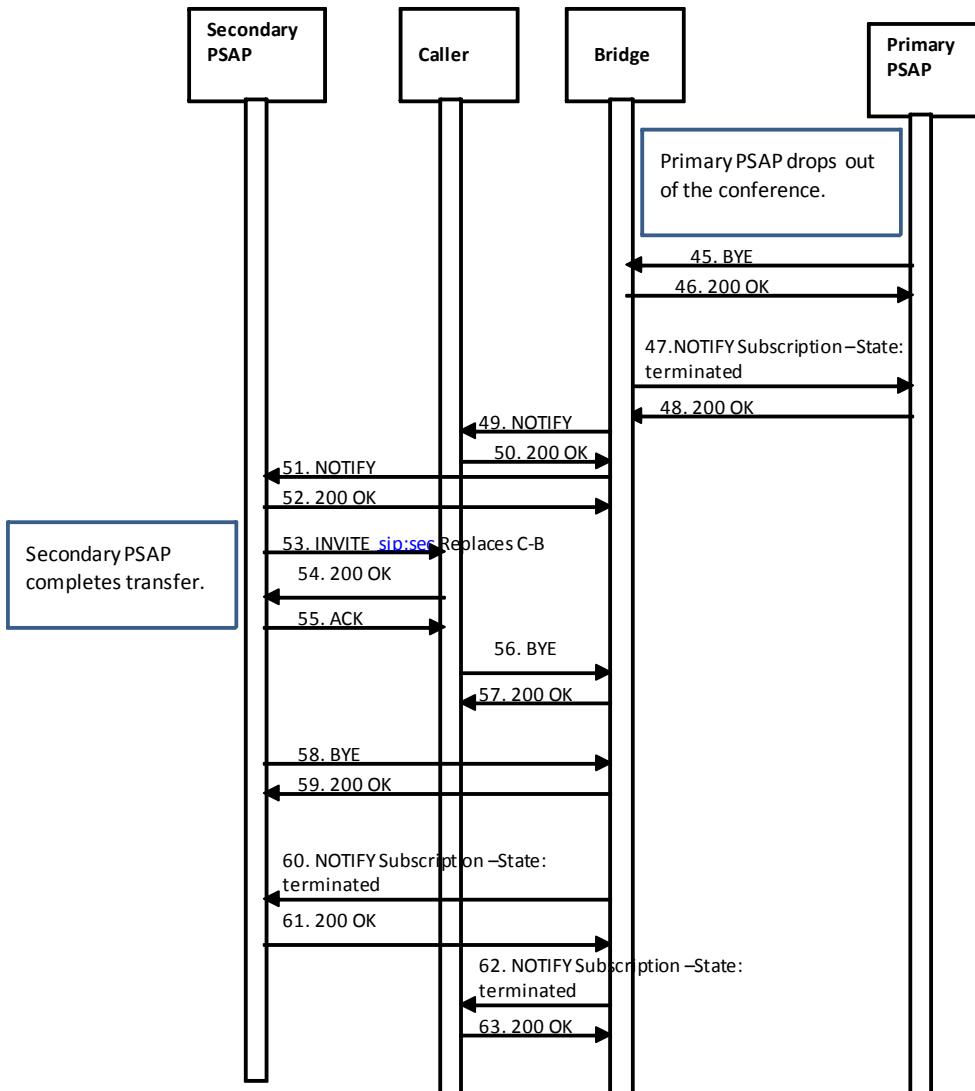 Secondary
PSAP
Caller
Bridge
Primary
PSAP
Primary PSAP drops out
of the conference.
45. BYE
46. 200 OK
47.NOTIFY Subscription –State:
terminated
48. 200 OK
49. NOTIFY
50. 200 OK
51. NOTIFY
52. 200 OK
Secondary PSAP
completes transfer.
53. INVITE sip:sec Replaces C-B
54. 200 OK
55. ACK
56. BYE
57. 200 OK
58. BYE
59. 200 OK
60. NOTIFY Subscription –State:
terminated
61. 200 OK
62. NOTIFY Subscription –State:
terminated
63. 200 OK